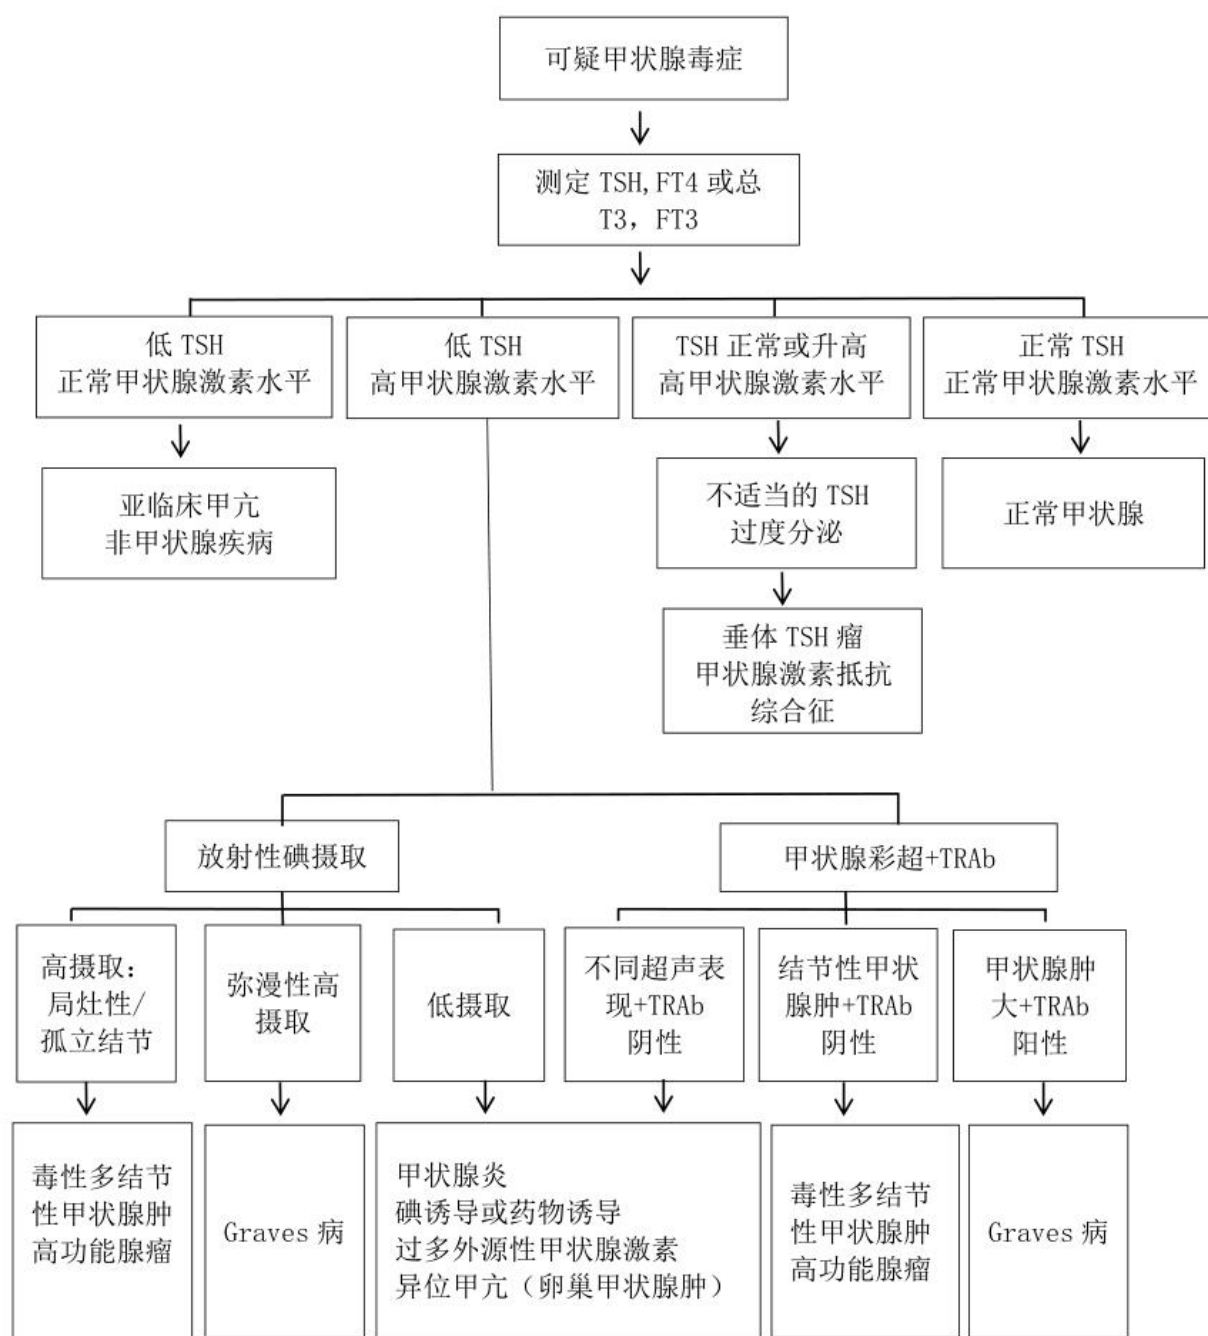 可疑甲状腺毒症
测定 TSH,FT4 或总
T3，FT3
低 TSH
正常甲状腺激素水平
低 TSH
高甲状腺激素水平
TSH 正常或升高
高甲状腺激素水平
正常 TSH
正常甲状腺激素水平
亚临床甲亢
非甲状腺疾病
不适当的 TSH
过度分泌
正常甲状腺
垂体 TSH 瘤
甲状腺激素抵抗
综合征
放射性碘摄取
甲状腺彩超+TRAb
高摄取：
局灶性/
孤立结节
弥漫性高
摄取
低摄取
不同超声表
现+TRAb
阴性
结节性甲状
腺肿+TRAb
阴性
甲状腺肿
大+TRAb
阳性
毒性多结节
性甲状腺肿
高功能腺瘤
Graves 病
甲状腺炎
碘诱导或药物诱导
过多外源性甲状腺激素
异位甲亢（卵巢甲状腺肿）
毒性多结节
性甲状腺肿
高功能腺瘤
Graves 病